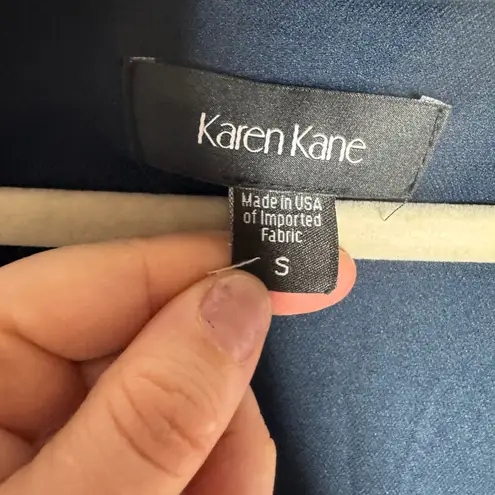 Karen Kane
Made in USA
of Imported
Fabric
S